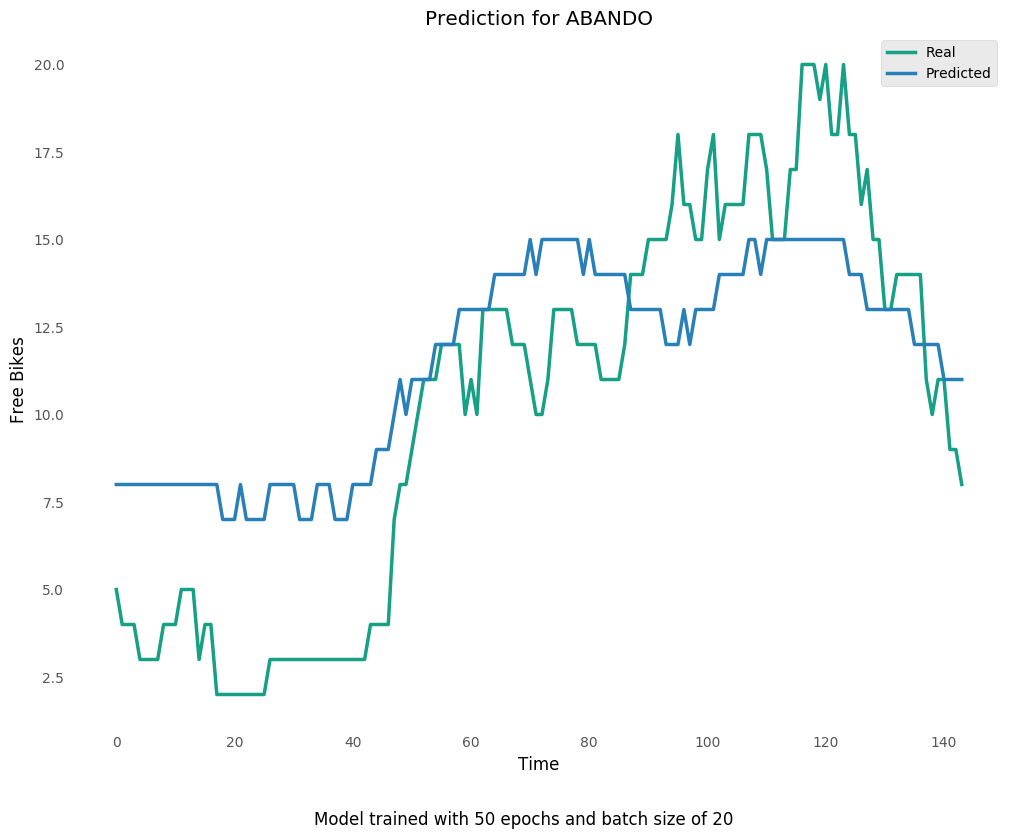 Prediction for ABANDO
Real
Predicted
20.0
17.5
15.0
12.5
10.0
7.5
5.0
2.5
Free Bikes
0 20 40 60 80 100 120 140
Time
Model trained with 50 epochs and batch size of 20